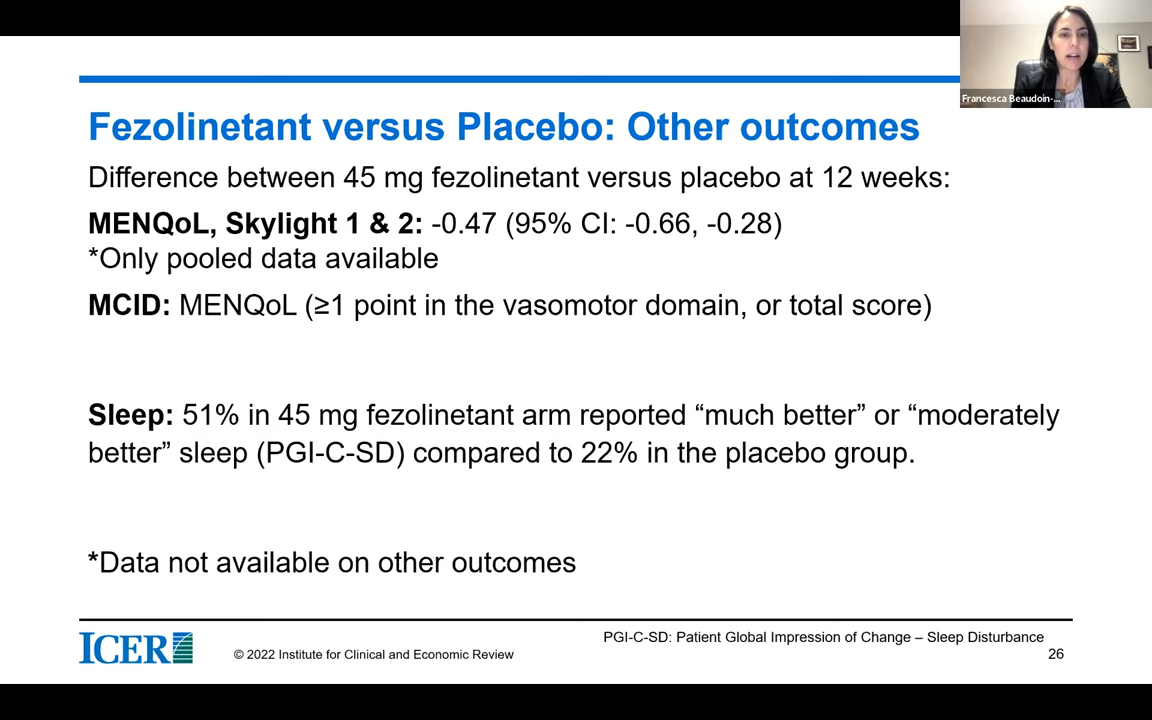 Francesca Beaudoin-...
Fezolinetant versus Placebo: Other outcomes
Difference between 45 mg fezolinetant versus placebo at 12 weeks:
MENQoL, Skylight 1 & 2: -0.47 (95% CI: -0.66, -0.28)
*Only pooled data available
MCID: MENQoL (≥1 point in the vasomotor domain, or total score)
Sleep: 51% in 45 mg fezolinetant arm reported “much better” or “moderately
better” sleep (PGI-C-SD) compared to 22% in the placebo group.
*Data not available on other outcomes
PGI-C-SD: Patient Global Impression of Change – Sleep Disturbance
ICER
© 2022 Institute for Clinical and Economic Review
26